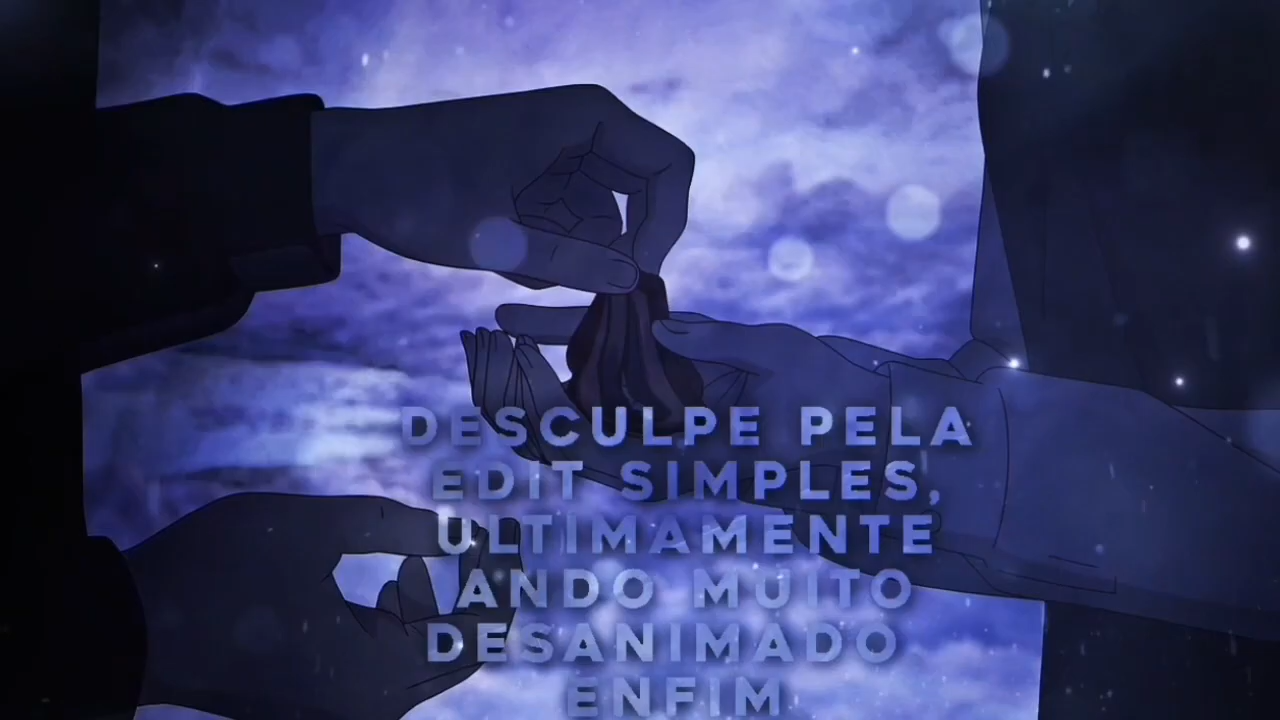 DESCULPE PELA
EDIT SIMPLES,
ULTIMAMENTE
ANDO MUITO
DESANIMADO
ENFIM